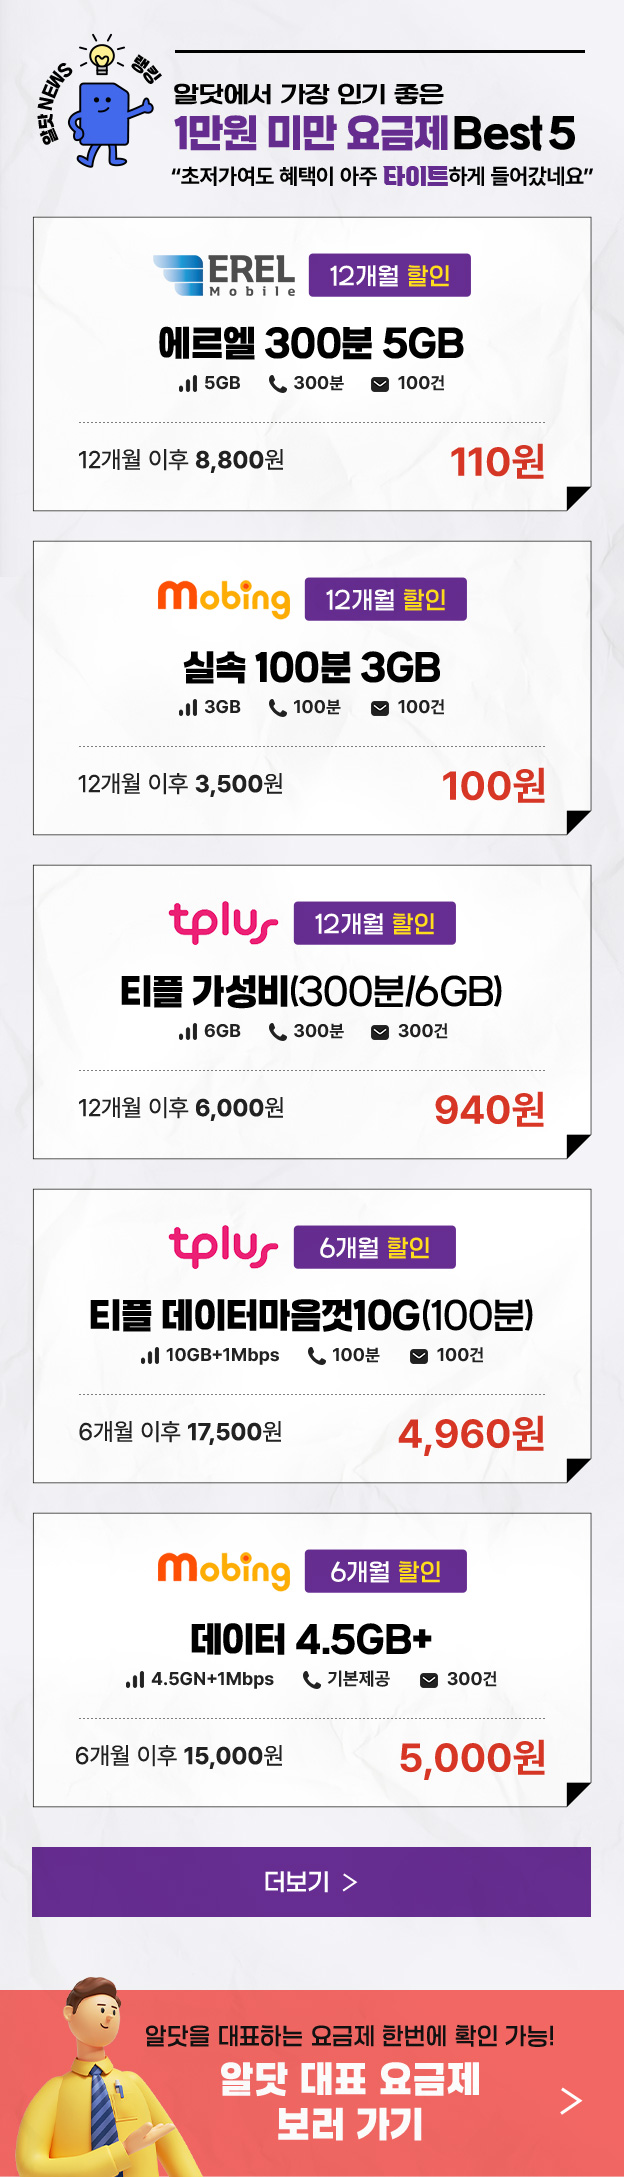 알닷 NEWS 랭킹
알닷에서 가장 인기 좋은
1만원 미만 요금제 Best 5
“초저가여도 혜택이 아주 타이트하게 들어갔네요”
EREL Mobile 12개월 할인
에르엘 300분 5GB
5GB 300분 100건
12개월 이후 8,800원 110원
mobing 12개월 할인
실속 100분 3GB
3GB 100분 100건
12개월 이후 3,500원 100원
tplus 12개월 할인
티플 가성비(300분/6GB)
6GB 300분 300건
12개월 이후 6,000원 940원
tplus 6개월 할인
티플 데이터마음껏10G(100분)
10GB+1Mbps 100분 100건
6개월 이후 17,500원 4,960원
mobing 6개월 할인
데이터 4.5GB+
4.5GN+1Mbps 기본제공 300건
6개월 이후 15,000원 5,000원
더보기 >
알닷을 대표하는 요금제 한번에 확인 가능!
알닷 대표 요금제
보러 가기 >